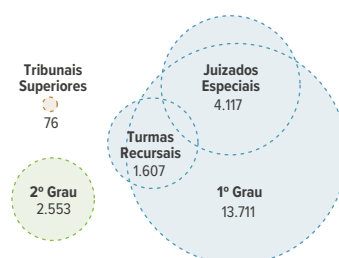 Tribunais
Superiores
76
Juizados
Especiais
4.117
Turmas
Recursais
1.607
2º Grau
2.553
1º Grau
13.711